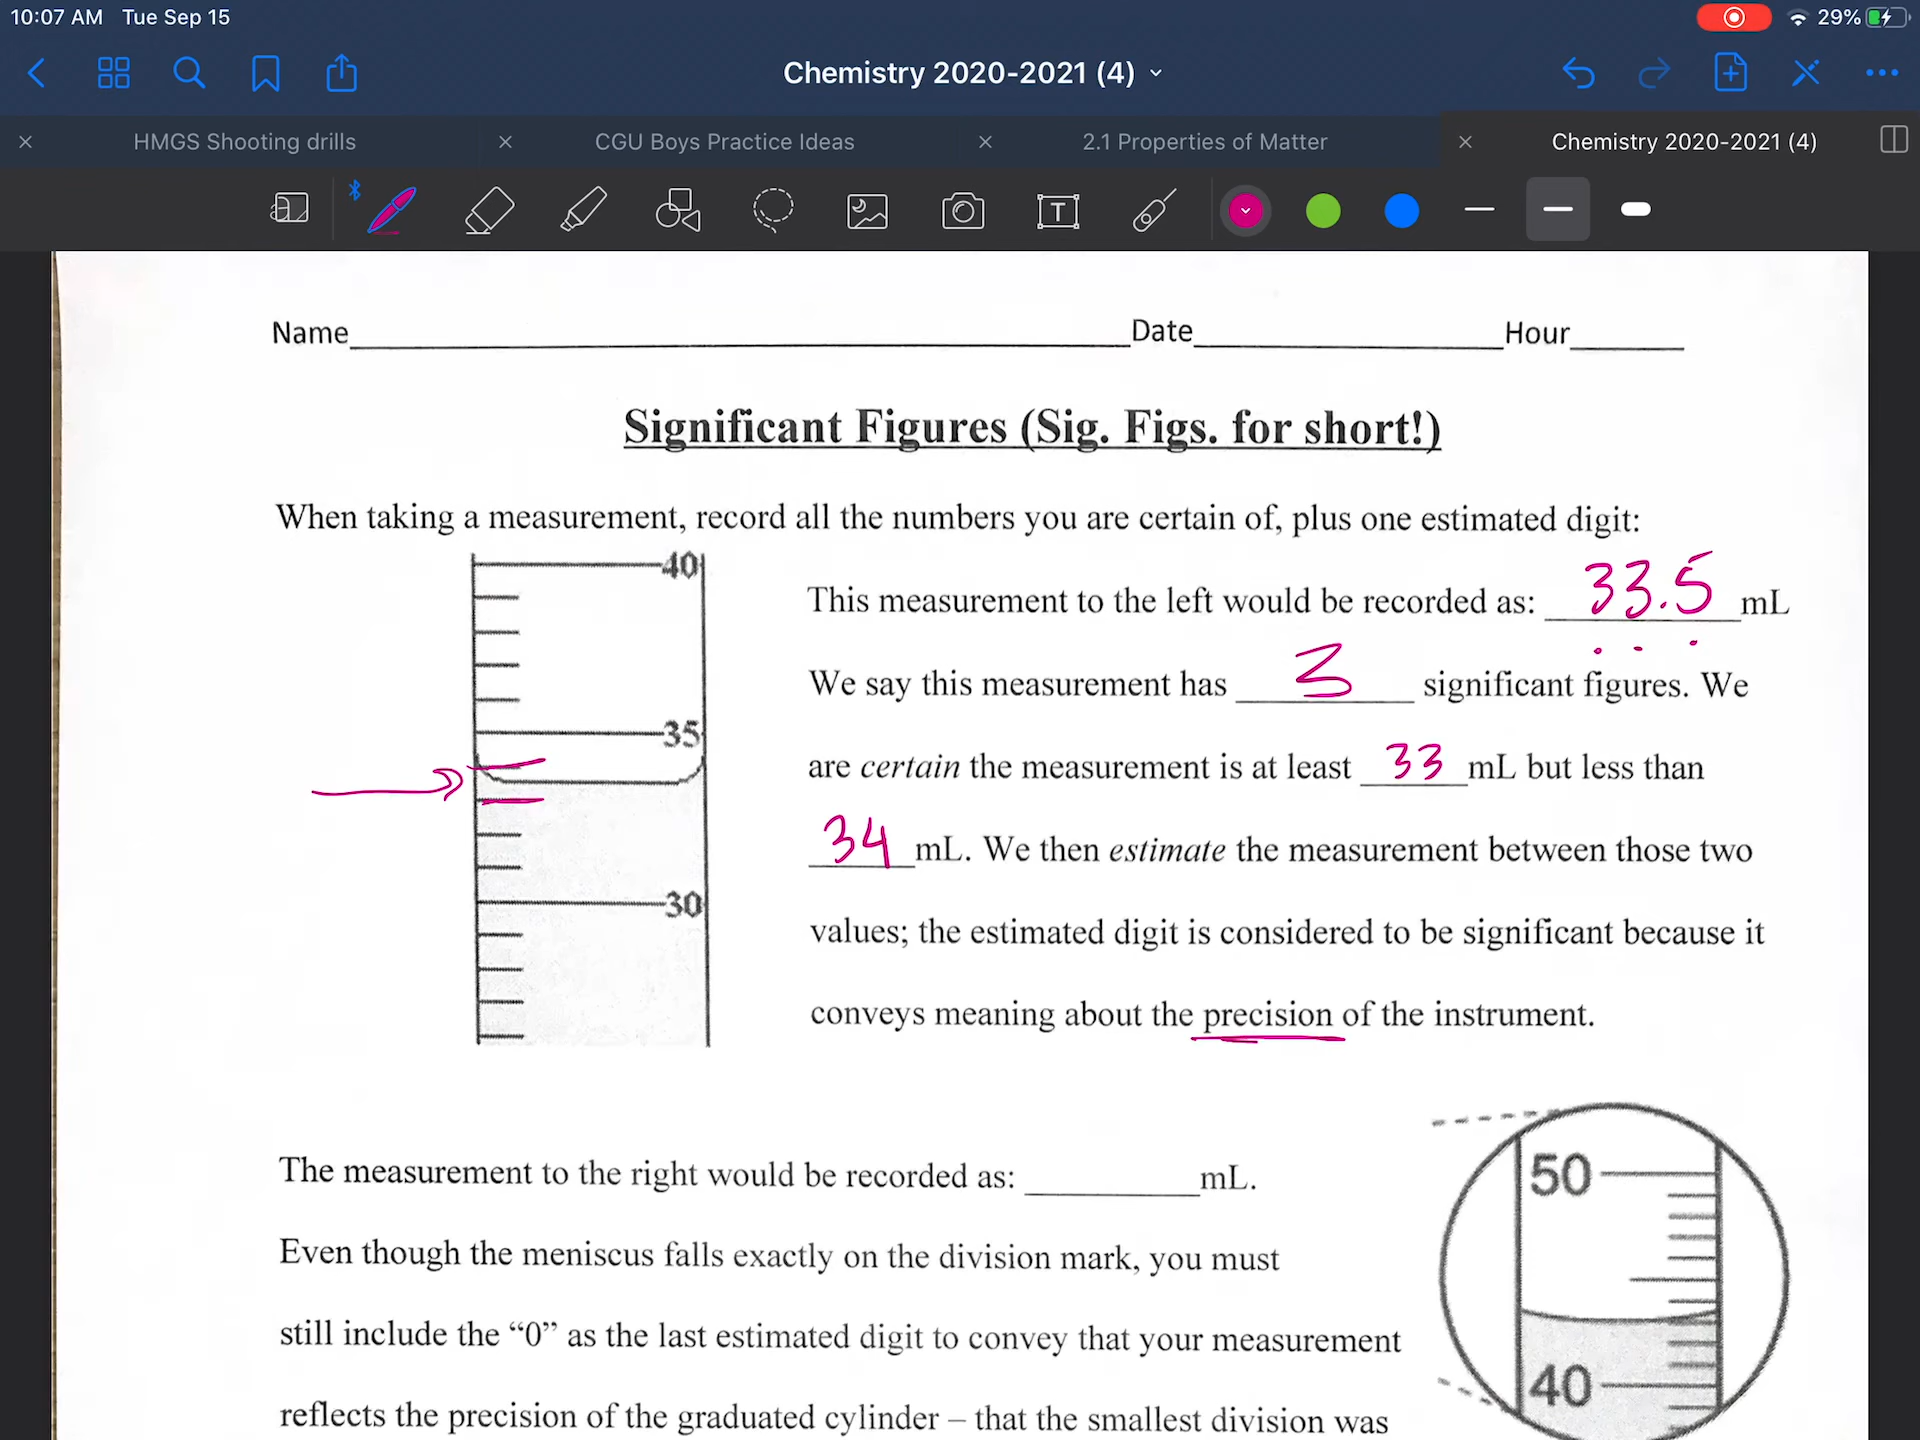 10:07 AM Tue Sep 15
29%
Chemistry 2020-2021 (4)
HMGS Shooting drills
CGU Boys Practice Ideas
2.1 Properties of Matter
Chemistry 2020-2021 (4)
a
T
Name Date Hour
Significant Figures (Sig. Figs. for short!)
When taking a measurement, record all the numbers you are certain of, plus one estimated digit:
40
35
30
This measurement to the left would be recorded as: 33.5 mL
We say this measurement has 3 significant figures. We
are certain the measurement is at least 33 mL but less than
34 mL. We then estimate the measurement between those two
values; the estimated digit is considered to be significant because it
conveys meaning about the precision of the instrument.
The measurement to the right would be recorded as: mL.
Even though the meniscus falls exactly on the division mark, you must
still include the “0” as the last estimated digit to convey that your measurement
reflects the precision of the graduated cylinder – that the smallest division was
50
40